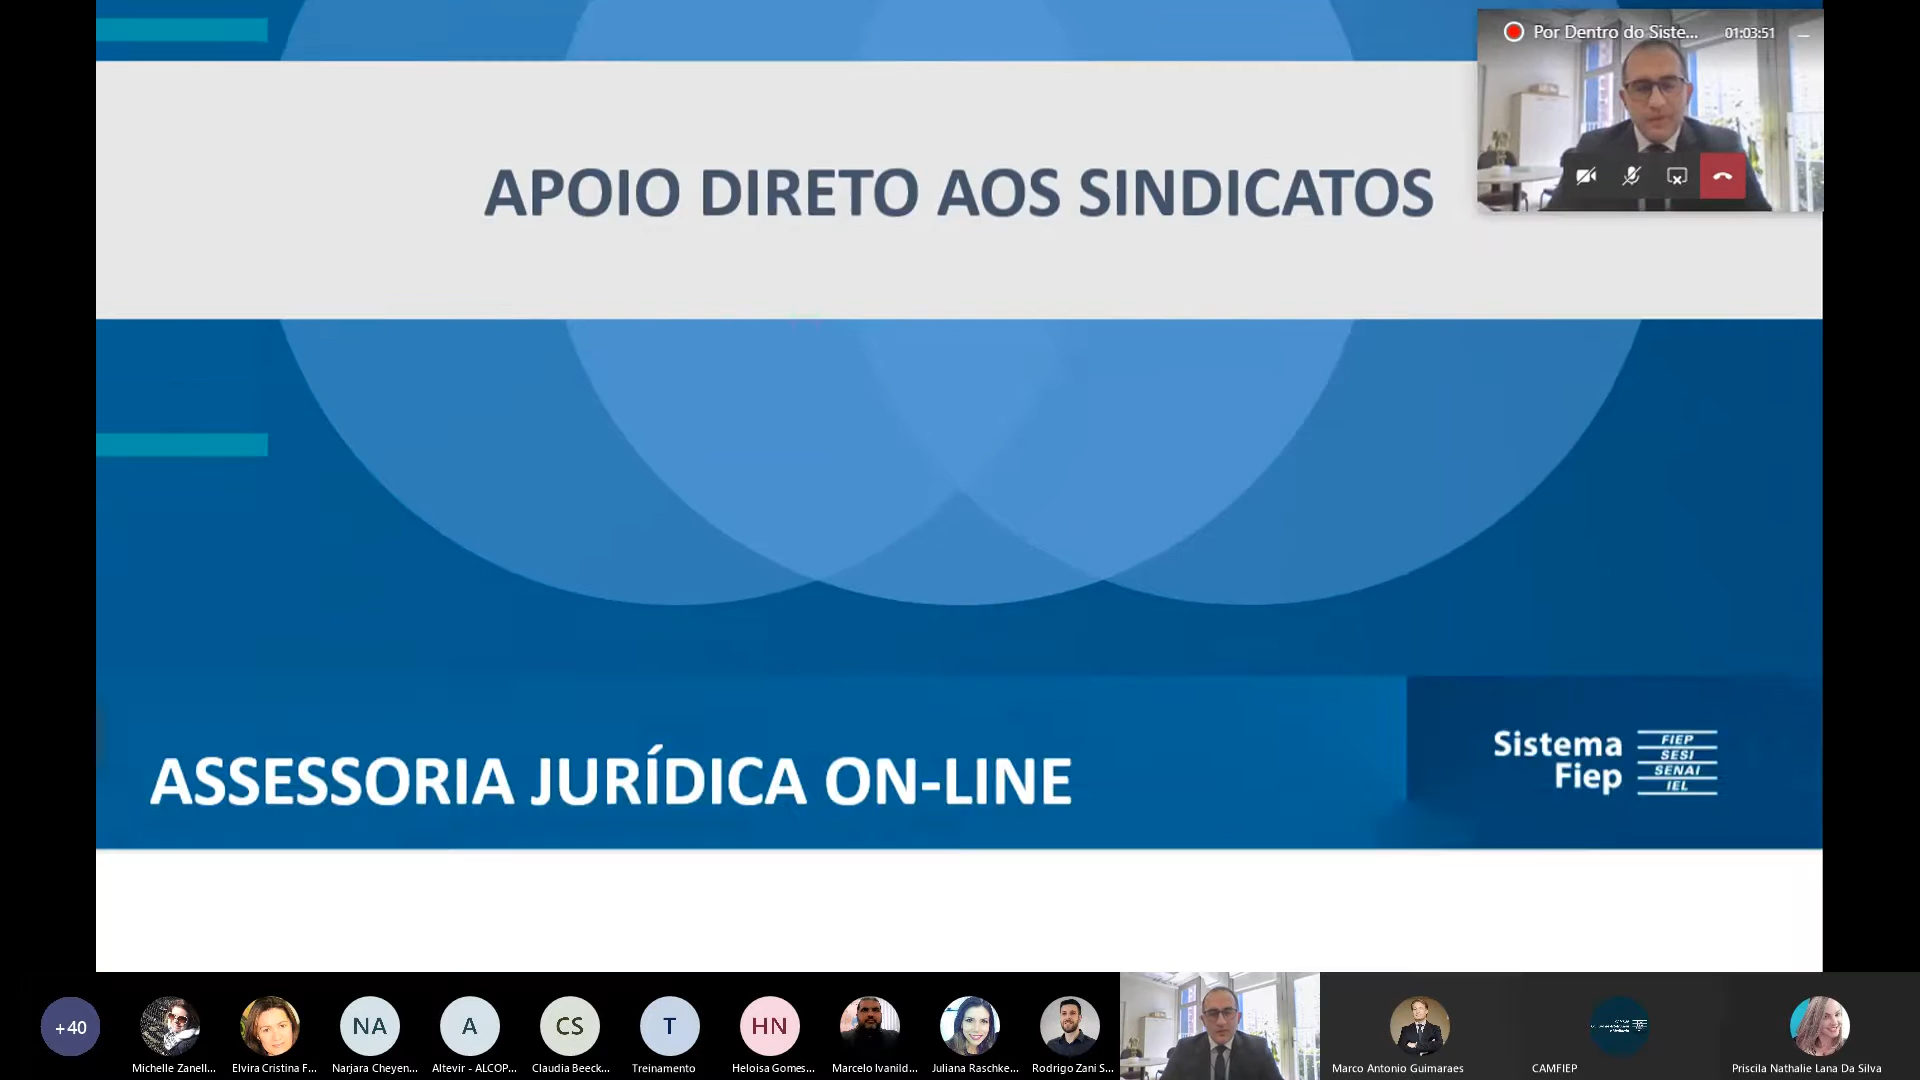 Por Dentro do Siste...
01:03:51
APOIO DIRETO AOS SINDICATOS
ASSESSORIA JURÍDICA ON-LINE
Sistema
Fiep
FIEP
SESI
SENAI
IEL
+40
NA
A
CS
T
HN
Michelle Zanell...
Elvira Cristina F...
Narjara Cheyen...
Altevir - ALCOP...
Claudia Beeck...
Treinamento
Heloisa Gomes...
Marcelo Ivanild...
Juliana Raschke...
Rodrigo Zani S...
Marco Antonio Guimaraes
CAMFIEP
Priscila Nathalie Lana Da Silva